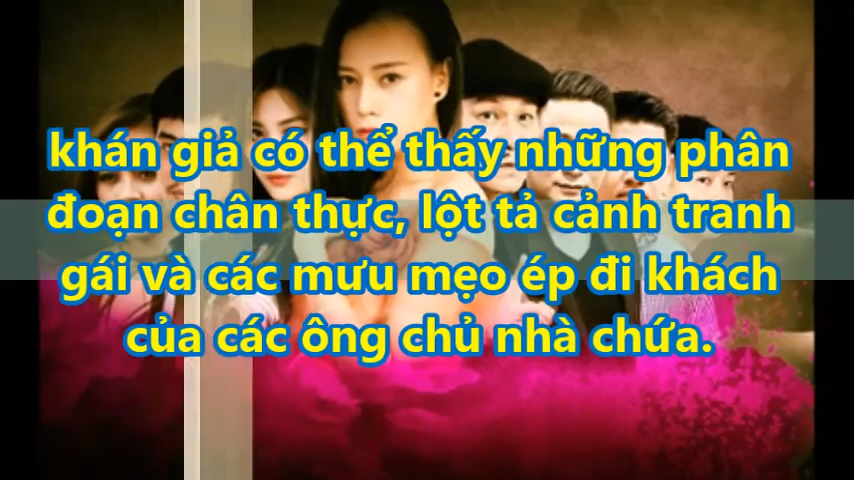 khán giả có thể thấy những phân
đoạn chân thực, lột tả cảnh tranh
gái và các mưu mẹo ép đi khách
của các ông chủ nhà chứa.